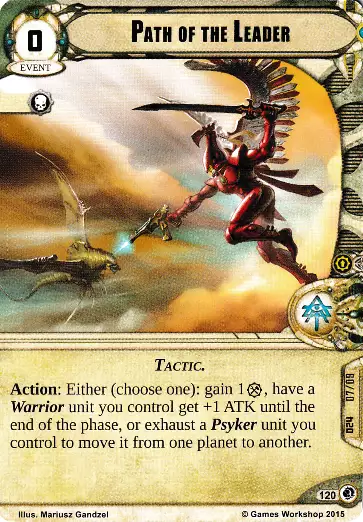 PATH OF THE LEADER
0
EVENT
TACTIC.
Action: Either (choose one): gain 1, have a
Warrior unit you control get +1 ATK until the
end of the phase, or exhaust a Psyker unit you
control to move it from one planet to another.
024 07/09
120
Illus. Mariusz Gandzel
© Games Workshop 2015